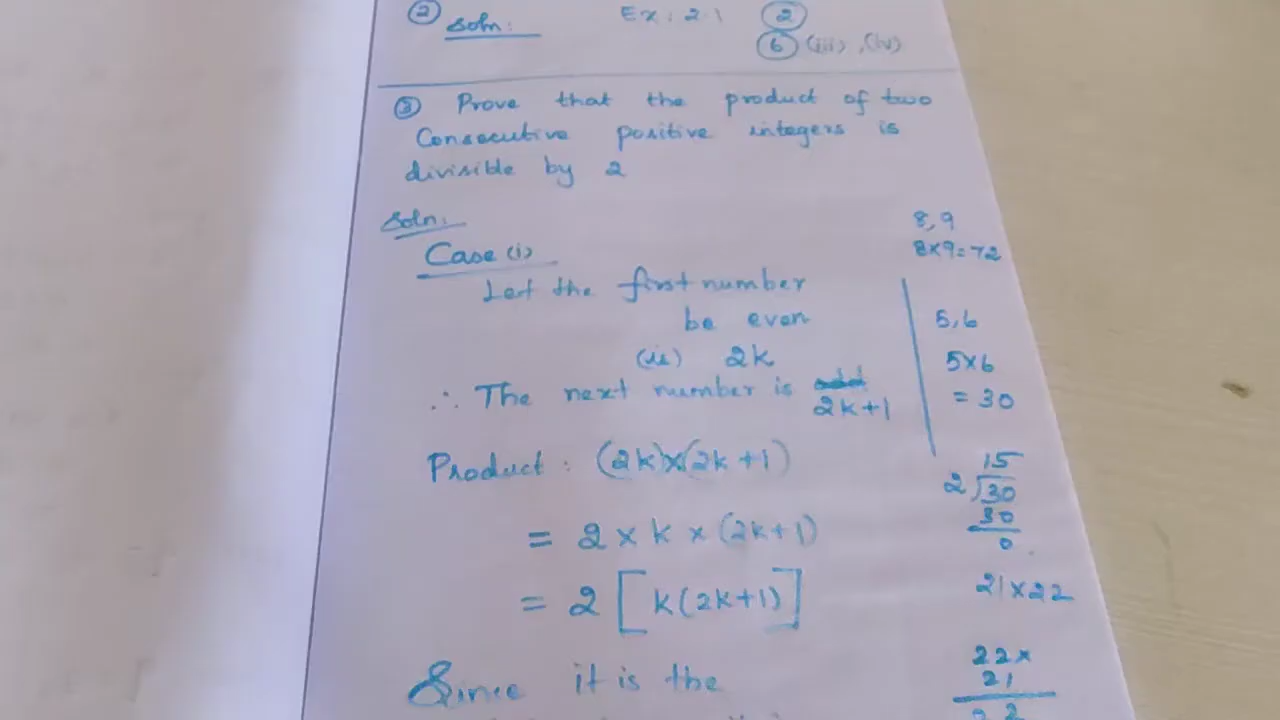 ② Soln: Ex: 2.1 ②
⑥ (iii), (iv)
③ Prove that the product of two
Consecutive positive integers is
divisible by 2
Soln:
Case (i)
Let the first number
be even
(ie) 2k
∴ The next number is
2k+1
Product: (2k)×(2k+1)
= 2 × k × (2k+1)
= 2 [k(2k+1)]
Since it is the
8,9
8×9=72
5,6
5×6
= 30
15
2 30
30
0
21×22
22×
21
22